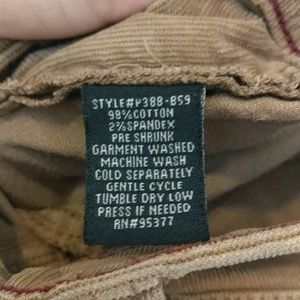 STYLE#P388-859
98%COTTON
2%SPANDEX
PRE SHRUNK
GARMENT WASHED
MACHINE WASH
COLD SEPARATELY
GENTLE CYCLE
TUMBLE DRY LOW
PRESS IF NEEDED
RN#95377